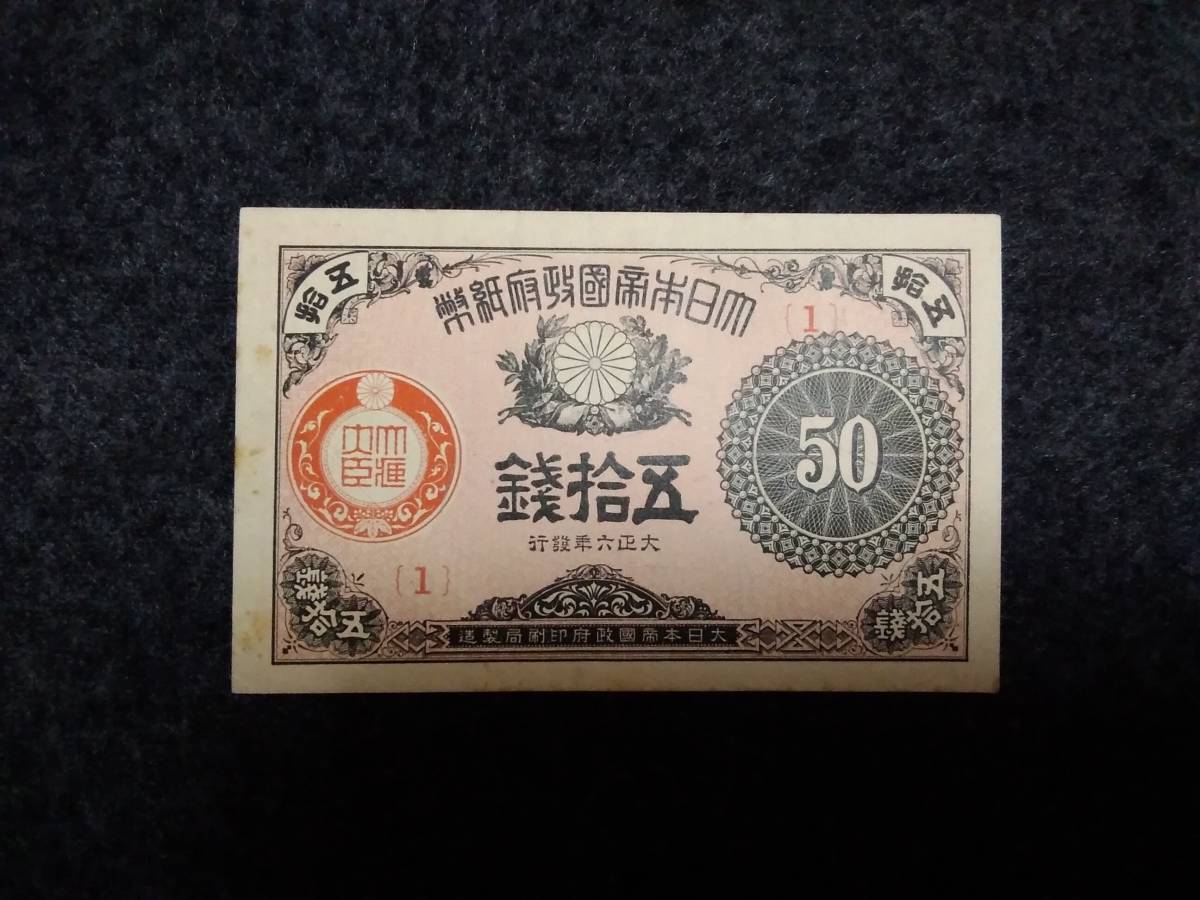 大日本帝國政府紙幣
五拾
五拾
{1}
50
大藏大臣
五拾錢
大正六年發行
{1}
五拾錢
五拾錢
大日本帝國政府印刷局製造